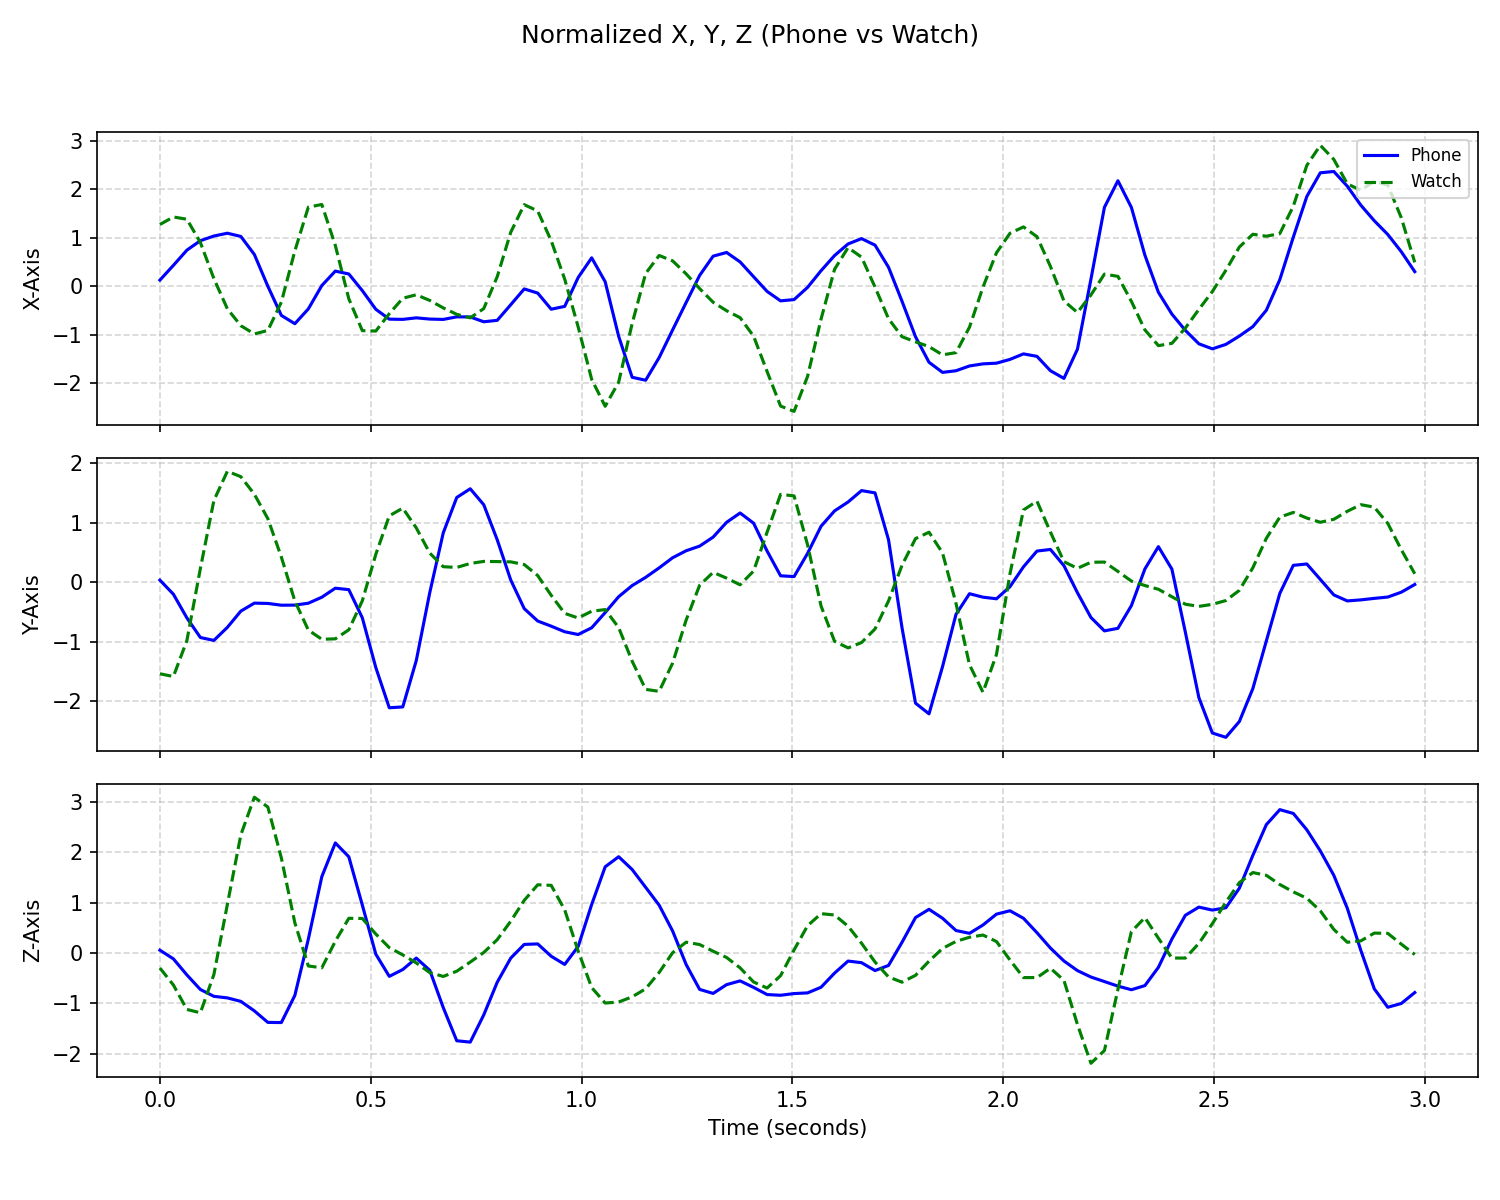 Normalized X, Y, Z (Phone vs Watch)
3
2
1
0
−1
−2
X-Axis
Phone
Watch
2
1
0
−1
−2
Y-Axis
3
2
1
0
−1
−2
Z-Axis
0.0 0.5 1.0 1.5 2.0 2.5 3.0
Time (seconds)